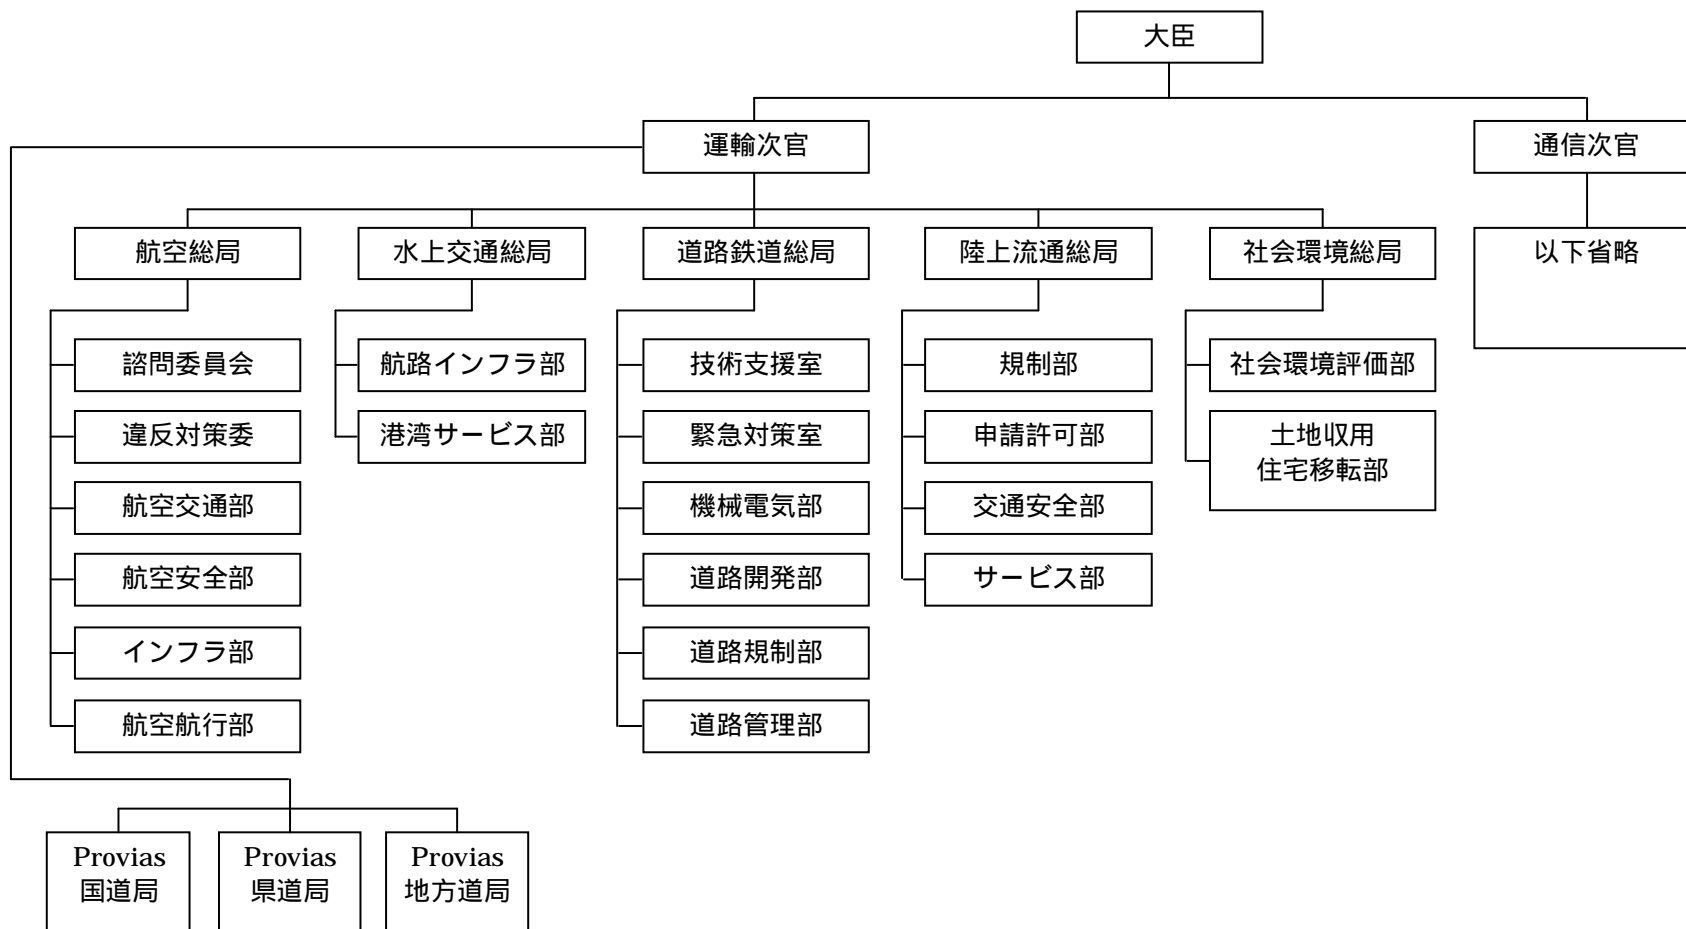 大臣
運輸次官
通信次官
航空総局
水上交通総局
道路鉄道総局
陸上流通総局
社会環境総局
以下省略
諮問委員会
違反対策委
航空交通部
航空安全部
インフラ部
航空航行部
航路インフラ部
港湾サービス部
技術支援室
緊急対策室
機械電気部
道路開発部
道路規制部
道路管理部
規制部
申請許可部
交通安全部
サービス部
社会環境評価部
土地収用
住宅移転部
Provias
国道局
Provias
県道局
Provias
地方道局